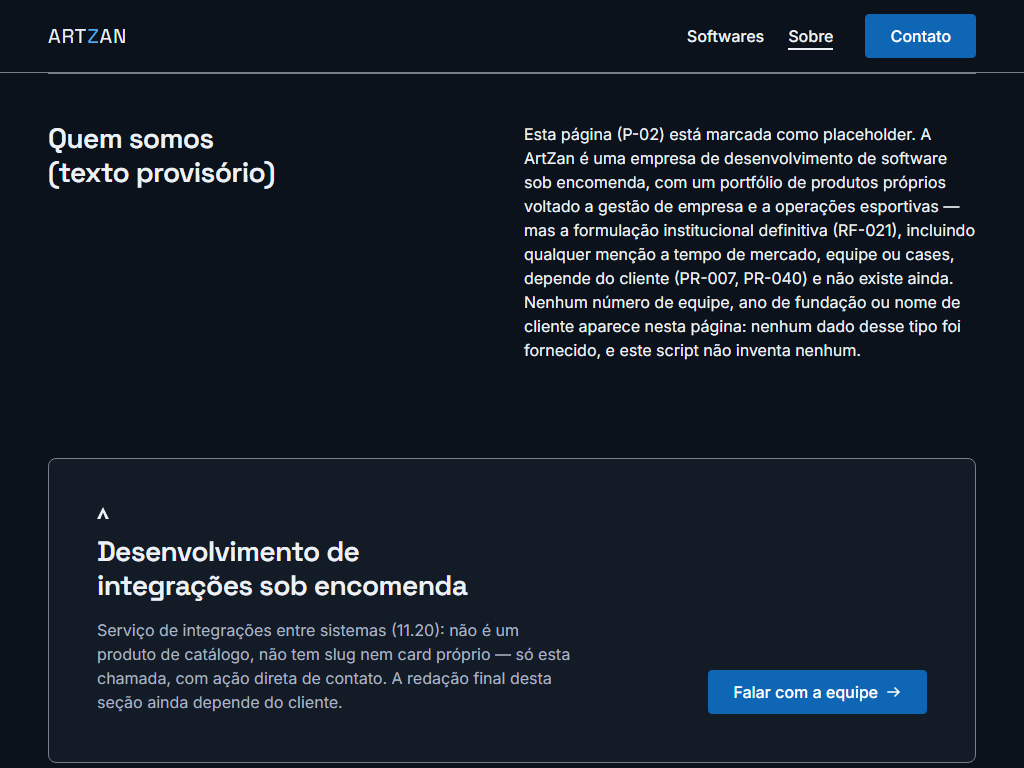 ARTZAN
Softwares
Sobre
Contato
Quem somos
(texto provisório)
Esta página (P-02) está marcada como placeholder. A
ArtZan é uma empresa de desenvolvimento de software
sob encomenda, com um portfólio de produtos próprios
voltado a gestão de empresa e a operações esportivas —
mas a formulação institucional definitiva (RF-021), incluindo
qualquer menção a tempo de mercado, equipe ou cases,
depende do cliente (PR-007, PR-040) e não existe ainda.
Nenhum número de equipe, ano de fundação ou nome de
cliente aparece nesta página: nenhum dado desse tipo foi
fornecido, e este script não inventa nenhum.
Desenvolvimento de
integrações sob encomenda
Serviço de integrações entre sistemas (11.20): não é um
produto de catálogo, não tem slug nem card próprio — só esta
chamada, com ação direta de contato. A redação final desta
seção ainda depende do cliente.
Falar com a equipe →